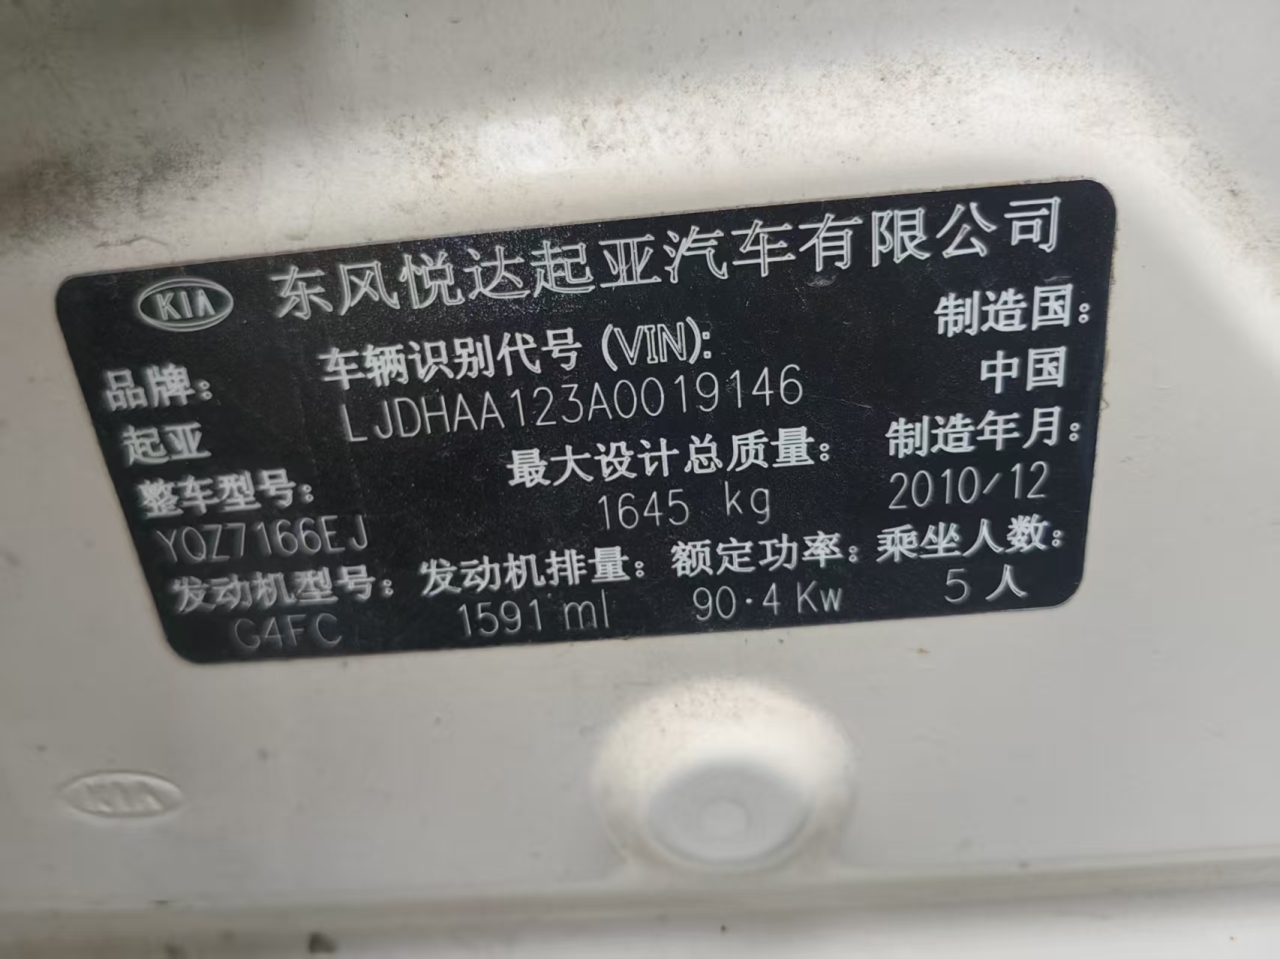 KIA 东风悦达起亚汽车有限公司
品牌： 车辆识别代号 (VIN): 制造国：
起亚 LJDHAA123A0019146 中国
整车型号： 最大设计总质量： 制造年月：
YQZ7166EJ 1645 kg 2010/12
发动机型号： 发动机排量： 额定功率： 乘坐人数：
G4FC 1591 ml 90·4 Kw 5 人
KIA